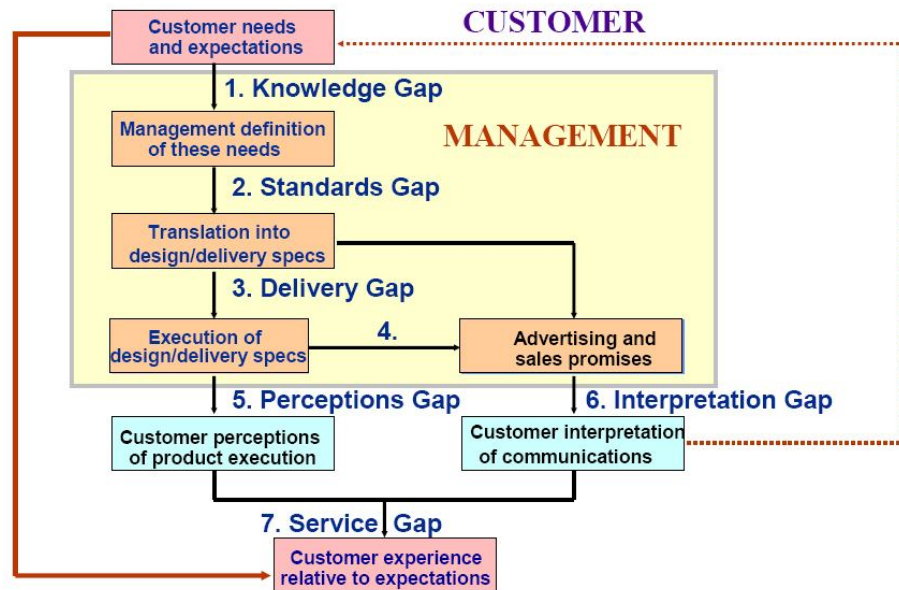 CUSTOMER
Customer needs
and expectations
1. Knowledge Gap
MANAGEMENT
Management definition
of these needs
2. Standards Gap
Translation into
design/delivery specs
3. Delivery Gap
Execution of
design/delivery specs
4.
Advertising and
sales promises
5. Perceptions Gap
6. Interpretation Gap
Customer perceptions
of product execution
Customer interpretation
of communications
7. Service Gap
Customer experience
relative to expectations